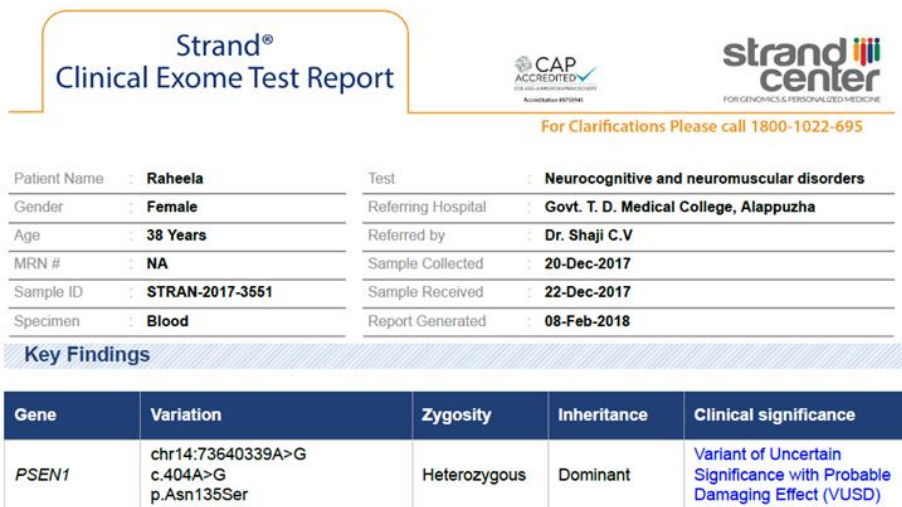 Strand®
Clinical Exome Test Report
CAP
ACCREDITED
COLLEGE of AMERICAN PATHOLOGISTS
strand
center
FOR GENOMICS & PERSONALIZED MEDICINE
For Clarifications Please call 1800-1022-695
Patient Name : Raheela
Test : Neurocognitive and neuromuscular disorders
Gender : Female
Referring Hospital : Govt. T. D. Medical College, Alappuzha
Age : 38 Years
Referred by : Dr. Shaji C.V
MRN # : NA
Sample Collected : 20-Dec-2017
Sample ID : STRAN-2017-3551
Sample Received : 22-Dec-2017
Specimen : Blood
Report Generated : 08-Feb-2018
Key Findings
Gene Variation Zygosity Inheritance Clinical significance
PSEN1
chr14:73640339A>G
c.404A>G
p.Asn135Ser
Heterozygous
Dominant
Variant of Uncertain
Significance with Probable
Damaging Effect (VUSD)